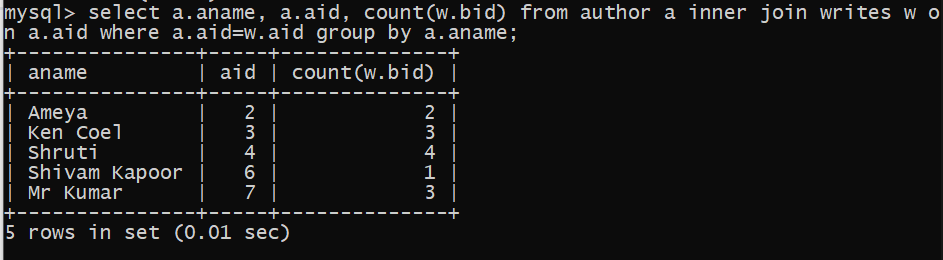 mysql> select a.aname, a.aid, count(w.bid) from author a inner join writes w o
n a.aid where a.aid=w.aid group by a.aname;
+---------------+-----+--------------+
| aname         | aid | count(w.bid) |
+---------------+-----+--------------+
| Ameya         |   2 |            2 |
| Ken Coel      |   3 |            3 |
| Shruti        |   4 |            4 |
| Shivam Kapoor |   6 |            1 |
| Mr Kumar      |   7 |            3 |
+---------------+-----+--------------+
5 rows in set (0.01 sec)